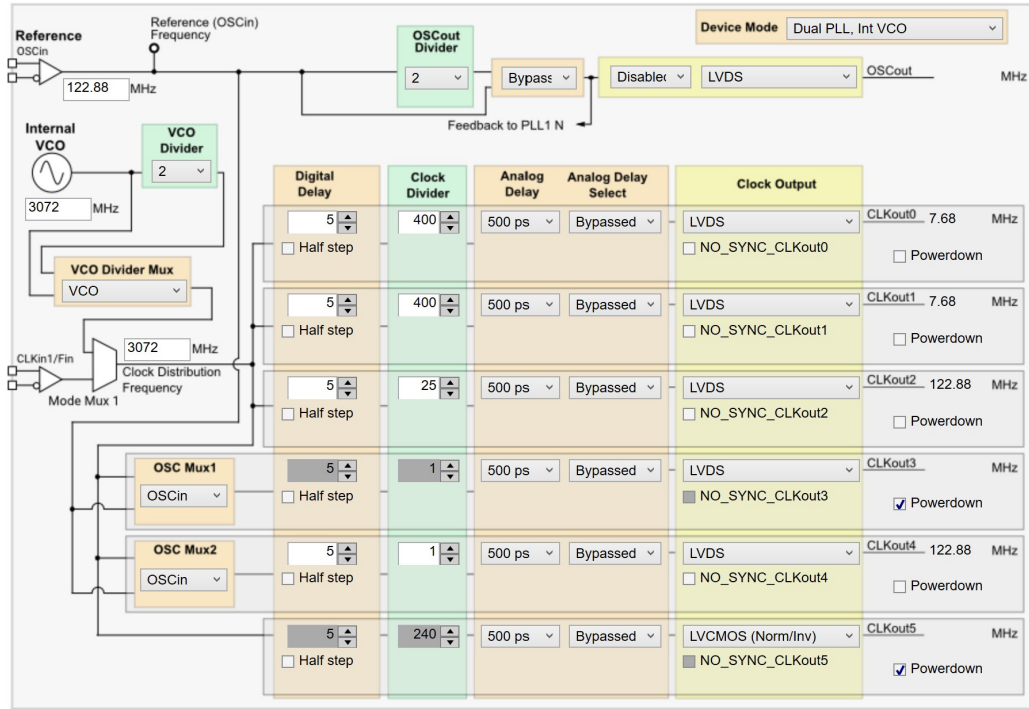 Device Mode
Dual PLL, Int VCO
Reference (OSCin)
Frequency
Reference
OSCin
122.88
MHz
OSCout
Divider
2
Bypass
Disablec
LVDS
OSCout
MHz
Feedback to PLL1 N
Internal
VCO
3072
MHz
VCO
Divider
2
VCO Divider Mux
VCO
3072
MHz
CLKin1/Fin
Clock Distribution
Frequency
Mode Mux 1
Digital
Delay
Clock
Divider
Analog
Delay
Analog Delay
Select
Clock Output
5
400
500 ps
Bypassed
LVDS
CLKout0
7.68
MHz
Half step
NO_SYNC_CLKout0
Powerdown
5
400
500 ps
Bypassed
LVDS
CLKout1
7.68
MHz
Half step
NO_SYNC_CLKout1
Powerdown
5
25
500 ps
Bypassed
LVDS
CLKout2
122.88
MHz
Half step
NO_SYNC_CLKout2
Powerdown
OSC Mux1
OSCin
5
1
500 ps
Bypassed
LVDS
CLKout3
MHz
Half step
NO_SYNC_CLKout3
Powerdown
OSC Mux2
OSCin
5
1
500 ps
Bypassed
LVDS
CLKout4
122.88
MHz
Half step
NO_SYNC_CLKout4
Powerdown
5
240
500 ps
Bypassed
LVCMOS (Norm/Inv)
CLKout5
MHz
Half step
NO_SYNC_CLKout5
Powerdown